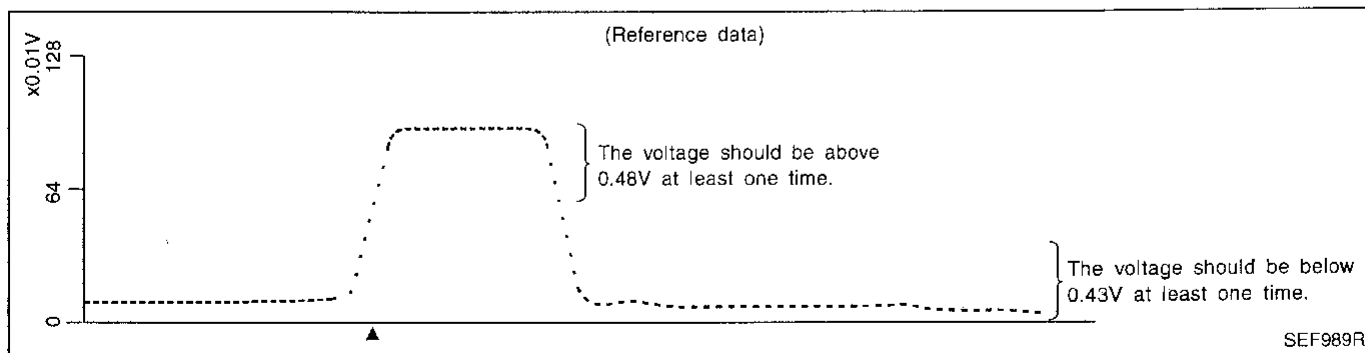 (Reference data)
x0.01V
128
64
0
The voltage should be above
0.48V at least one time.
The voltage should be below
0.43V at least one time.
SEF989R